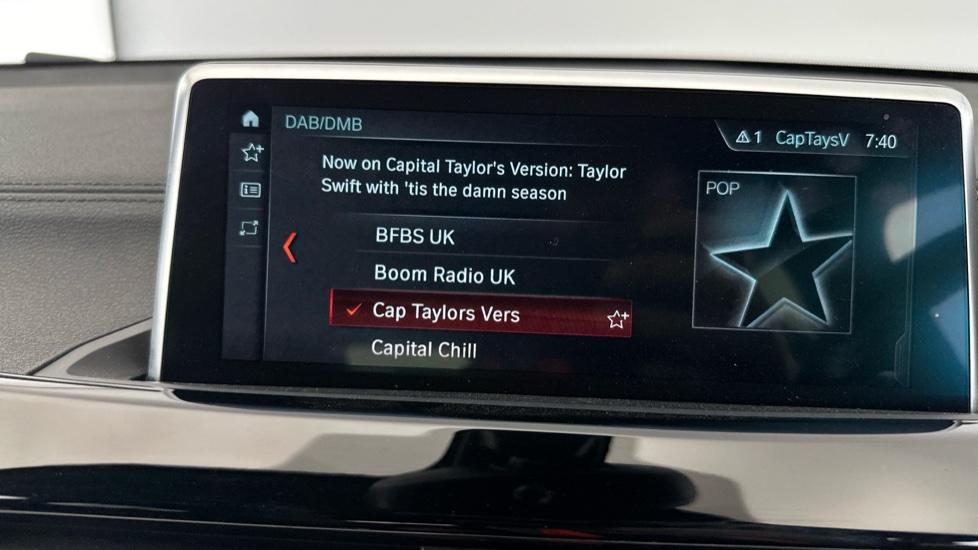 DAB/DMB
1 CapTaysV 7:40
Now on Capital Taylor's Version: Taylor
Swift with 'tis the damn season
POP
BFBS UK
Boom Radio UK
Cap Taylors Vers
Capital Chill